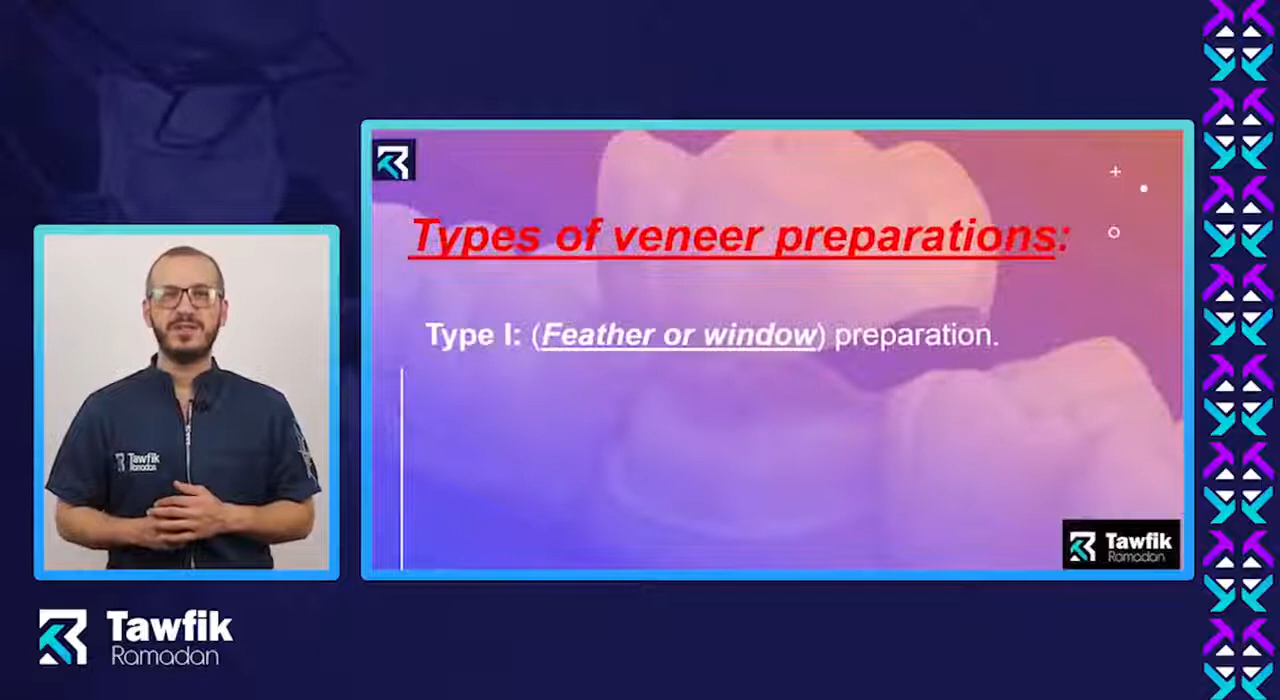 Types of veneer preparations:
Type I: (Feather or window) preparation.
Tawfik
Ramadan
Tawfik
Ramadan
Tawfik
Ramadan